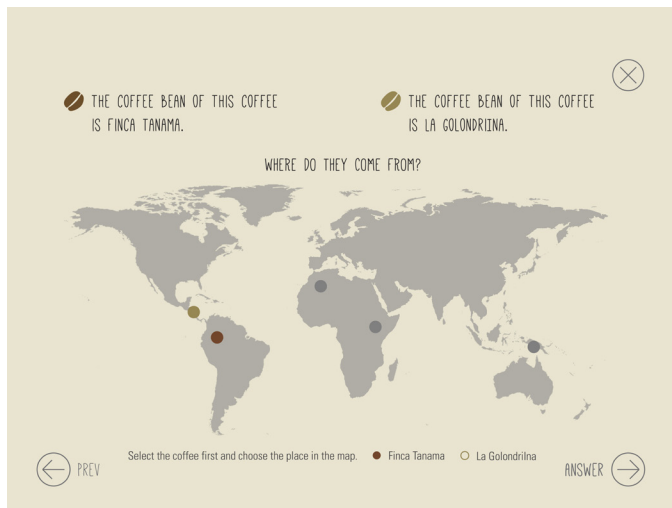 THE COFFEE BEAN OF THIS COFFEE
IS FINCA TANAMA.
THE COFFEE BEAN OF THIS COFFEE
IS LA GOLONDRIINA.
WHERE DO THEY COME FROM?
Select the coffee first and choose the place in the map.
Finca Tanama
La Golondrilna
PREV
ANSWER